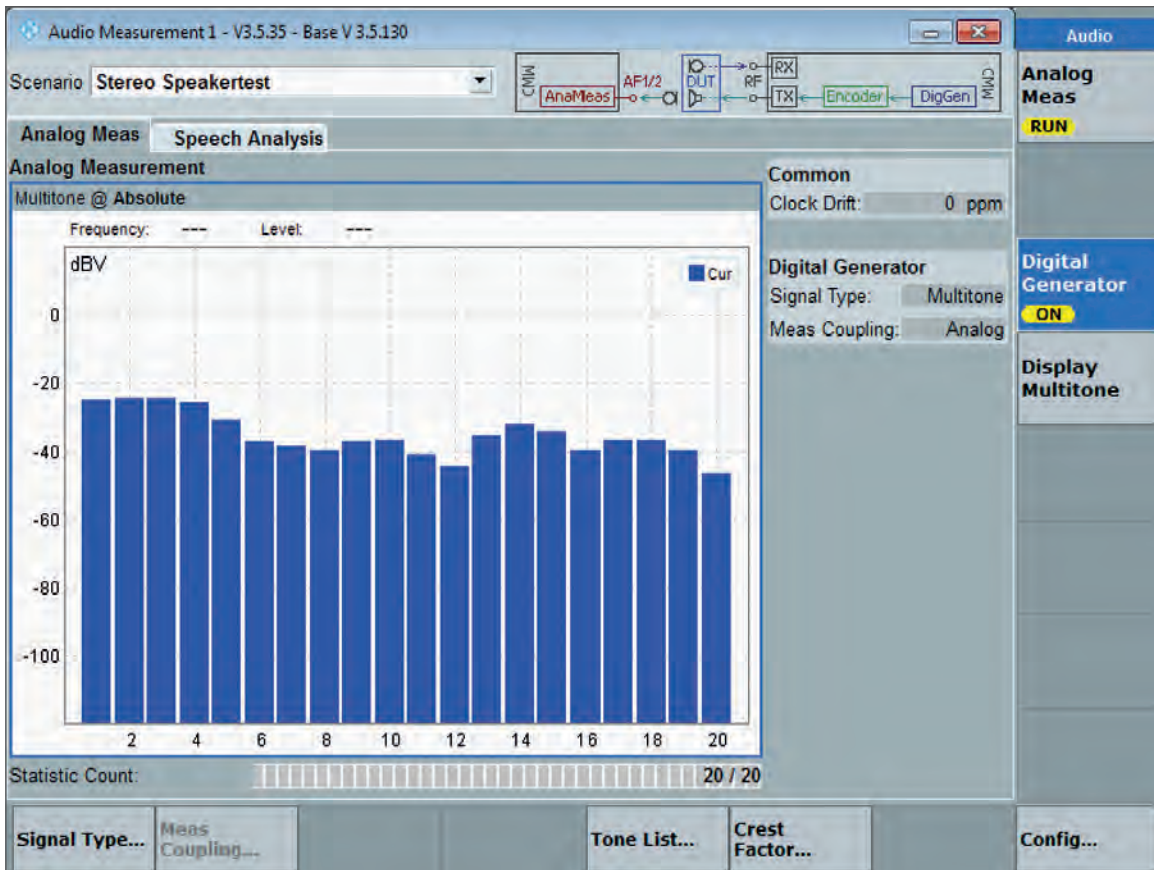 Audio Measurement 1 - V3.5.35 - Base V 3.5.130
Audio
Scenario Stereo Speakertest
CMW AnaMeas AF1/2 DUT RF RX TX Encoder DigGen CMW
Analog Meas
RUN
Analog Meas Speech Analysis
Analog Measurement
Multitone @ Absolute
Frequency: --- Level: ---
dBV
Cur
0
-20
-40
-60
-80
-100
2 4 6 8 10 12 14 16 18 20
Statistic Count: 20 / 20
Common
Clock Drift: 0 ppm
Digital Generator
Signal Type: Multitone
Meas Coupling: Analog
Digital
Generator
ON
Display
Multitone
Signal Type...
Meas
Coupling...
Tone List...
Crest
Factor...
Config...